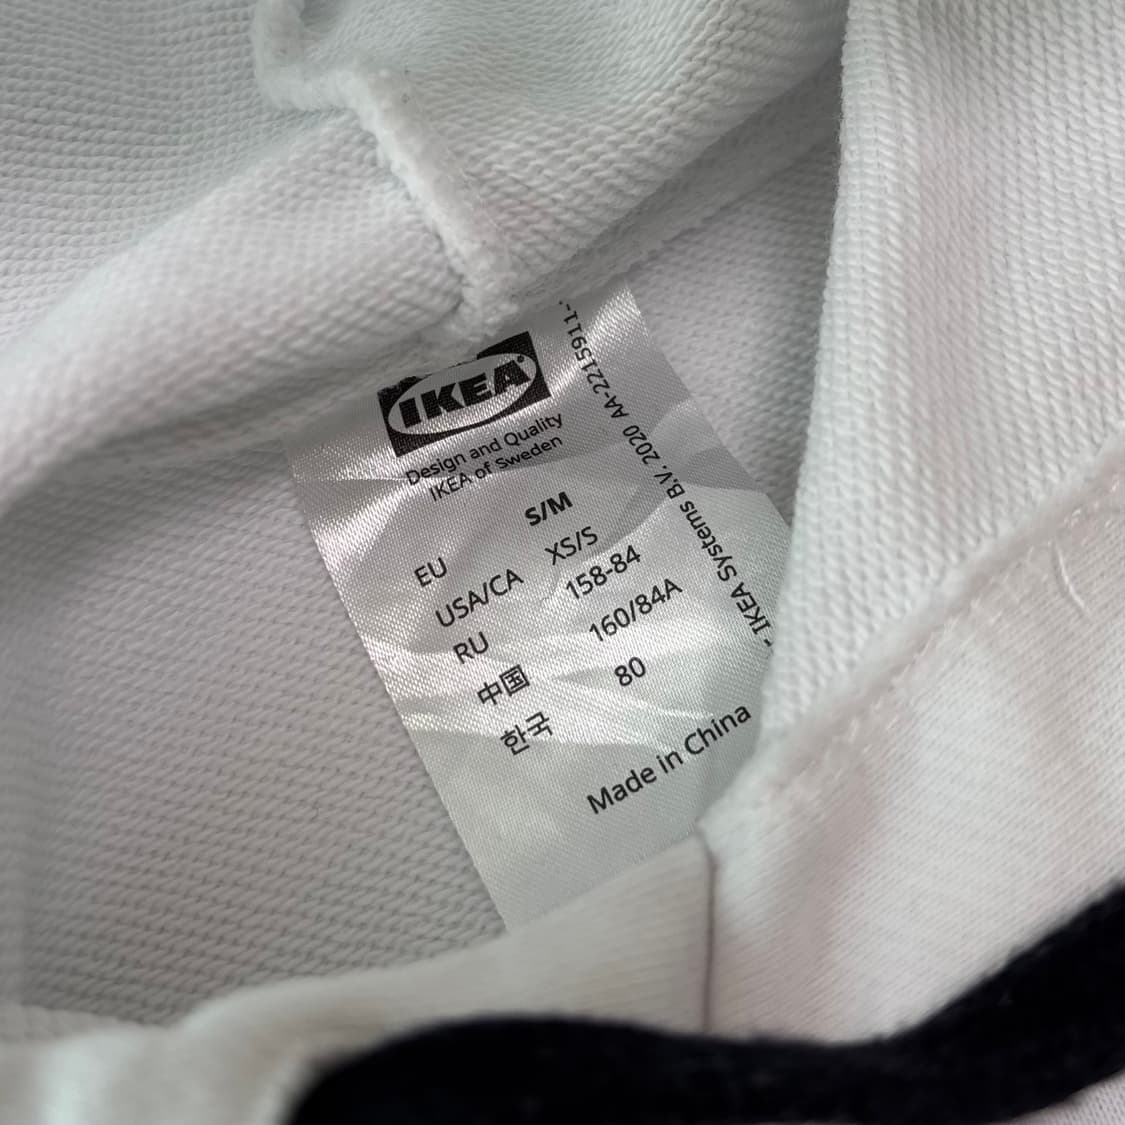 IKEA®
Design and Quality
IKEA of Sweden
EU S/M
USA/CA XS/S
RU 158-84
中国 160/84A
한국 80
Made in China
IKEA Systems B.V. 2020 AA-2215911-